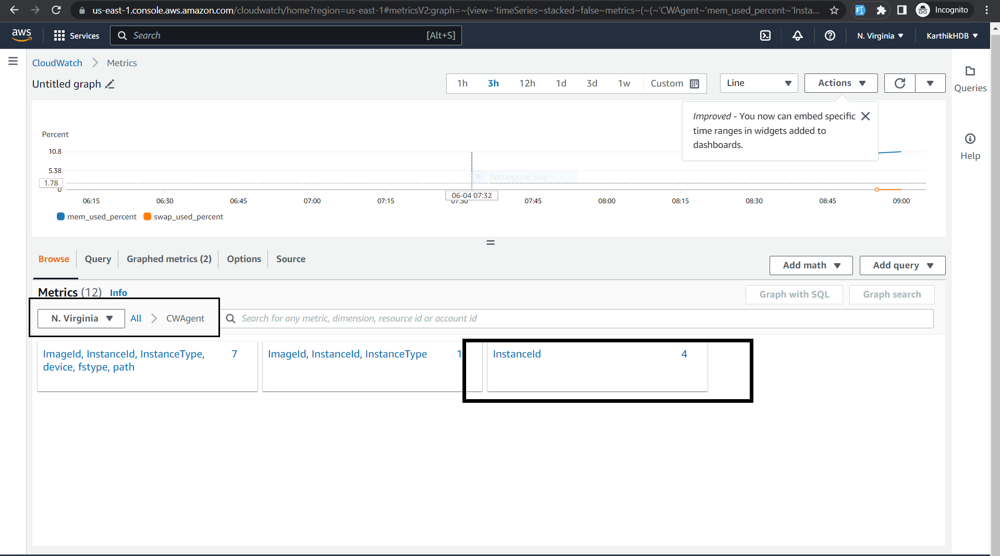 us-east-1.console.aws.amazon.com/cloudwatch/home?region=us-east-1#metricsV2:graph=~(view~'timeSeries~stacked~false~metrics~(~(~'CWAgent~'mem_used_percent~'Insta...
Incognito
aws
Services
Search
[Alt+S]
N. Virginia
KarthikHDB
CloudWatch
Metrics
Untitled graph
1h 3h 12h 1d 3d 1w Custom
Line
Actions
Queries
Help
Improved - You now can embed specific
time ranges in widgets added to
dashboards.
Percent
10.8
5.38
1.78
0
Rectangular Snip
06:15 06:30 06:45 07:00 07:15 07:30 07:45 08:00 08:15 08:30 08:45 09:00
06-04 07:32
mem_used_percent swap_used_percent
Browse Query Graphed metrics (2) Options Source
Add math
Add query
Metrics (12) Info
Graph with SQL
Graph search
N. Virginia
All
CWAgent
Search for any metric, dimension, resource id or account id
ImageId, InstanceId, InstanceType, 7
device, fstype, path
ImageId, InstanceId, InstanceType 1
InstanceId 4